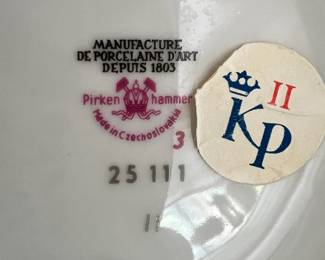 MANUFACTURE
DE PORCELAINE D'ART
DEPUIS 1803
Pirken hammer
Made in Czechoslovakia
3
25 111
II
KP